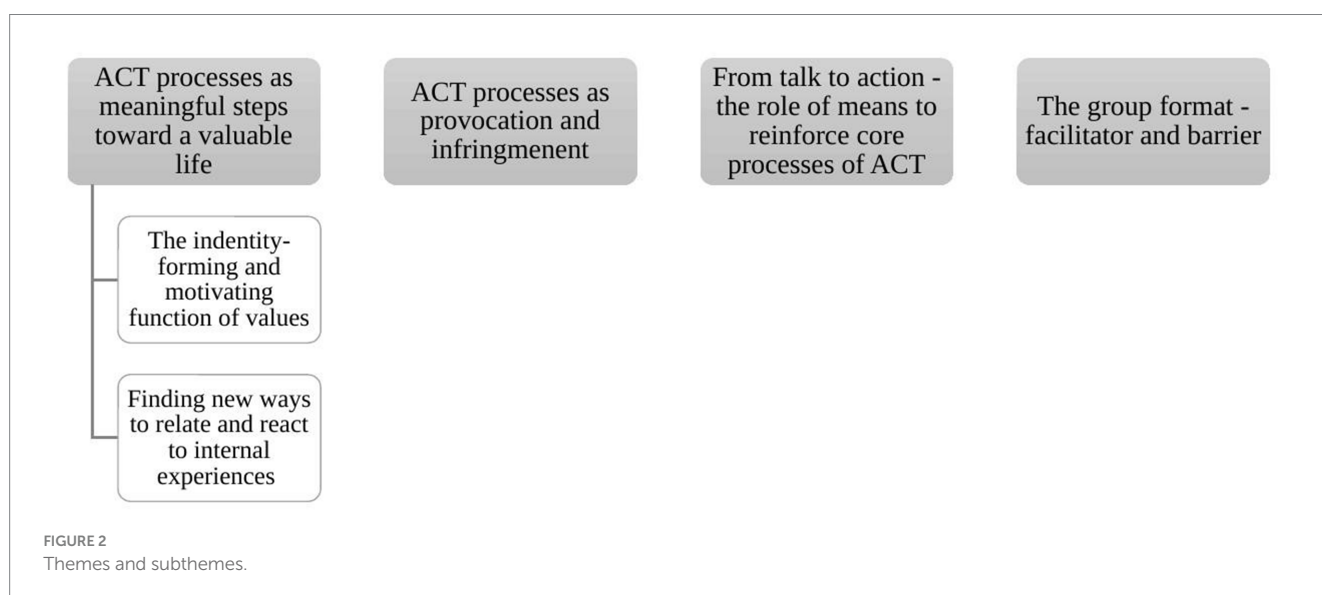 ACT processes as
meaningful steps
toward a valuable
life
ACT processes as
provocation and
infringmenent
From talk to action -
the role of means to
reinforce core
processes of ACT
The group format -
facilitator and barrier
The indentity-
forming and
motivating
function of values
Finding new ways
to relate and react
to internal
experiences
FIGURE 2
Themes and subthemes.